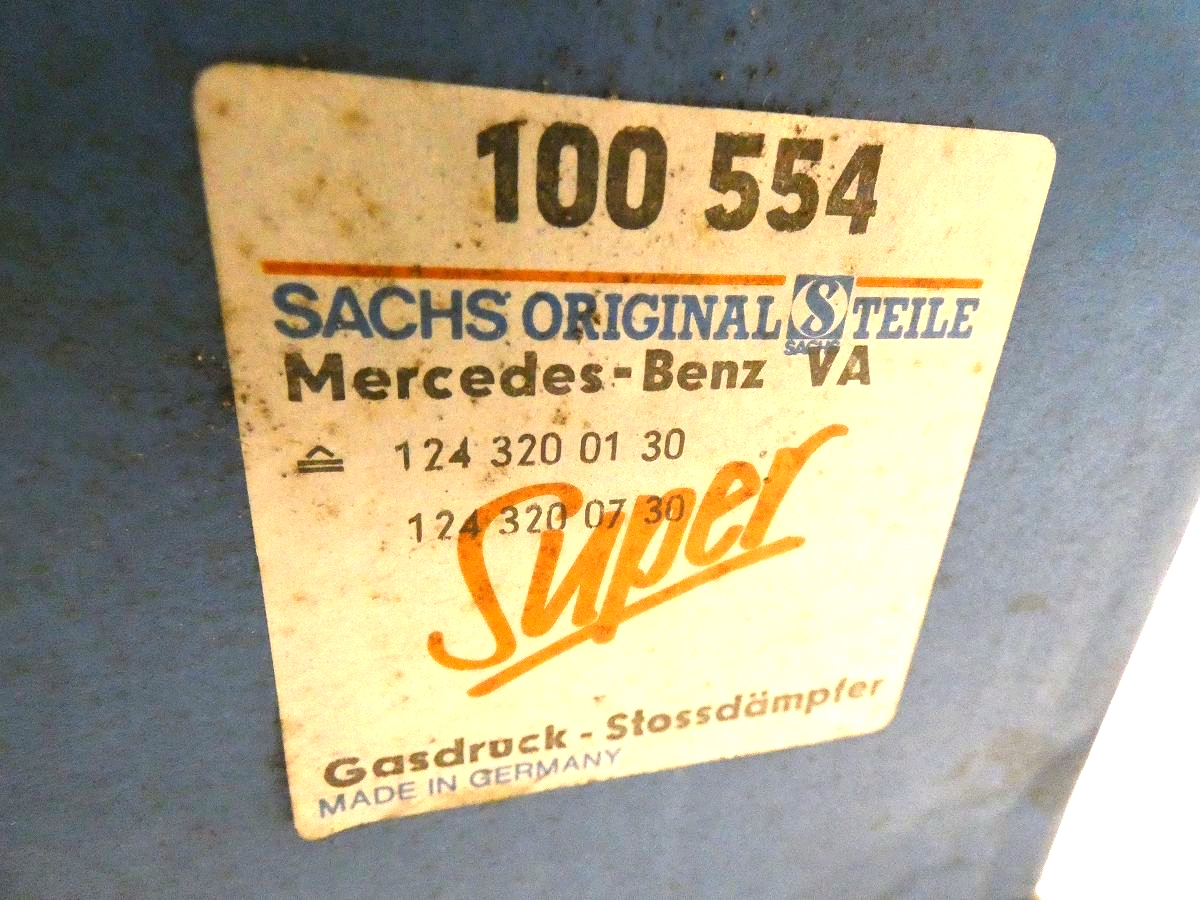 100 554
SACHS ORIGINAL S TEILE
SACHS
Mercedes-Benz VA
≙ 124 320 01 30
124 320 07 30
Super
Gasdruck - Stossdämpfer
MADE IN GERMANY